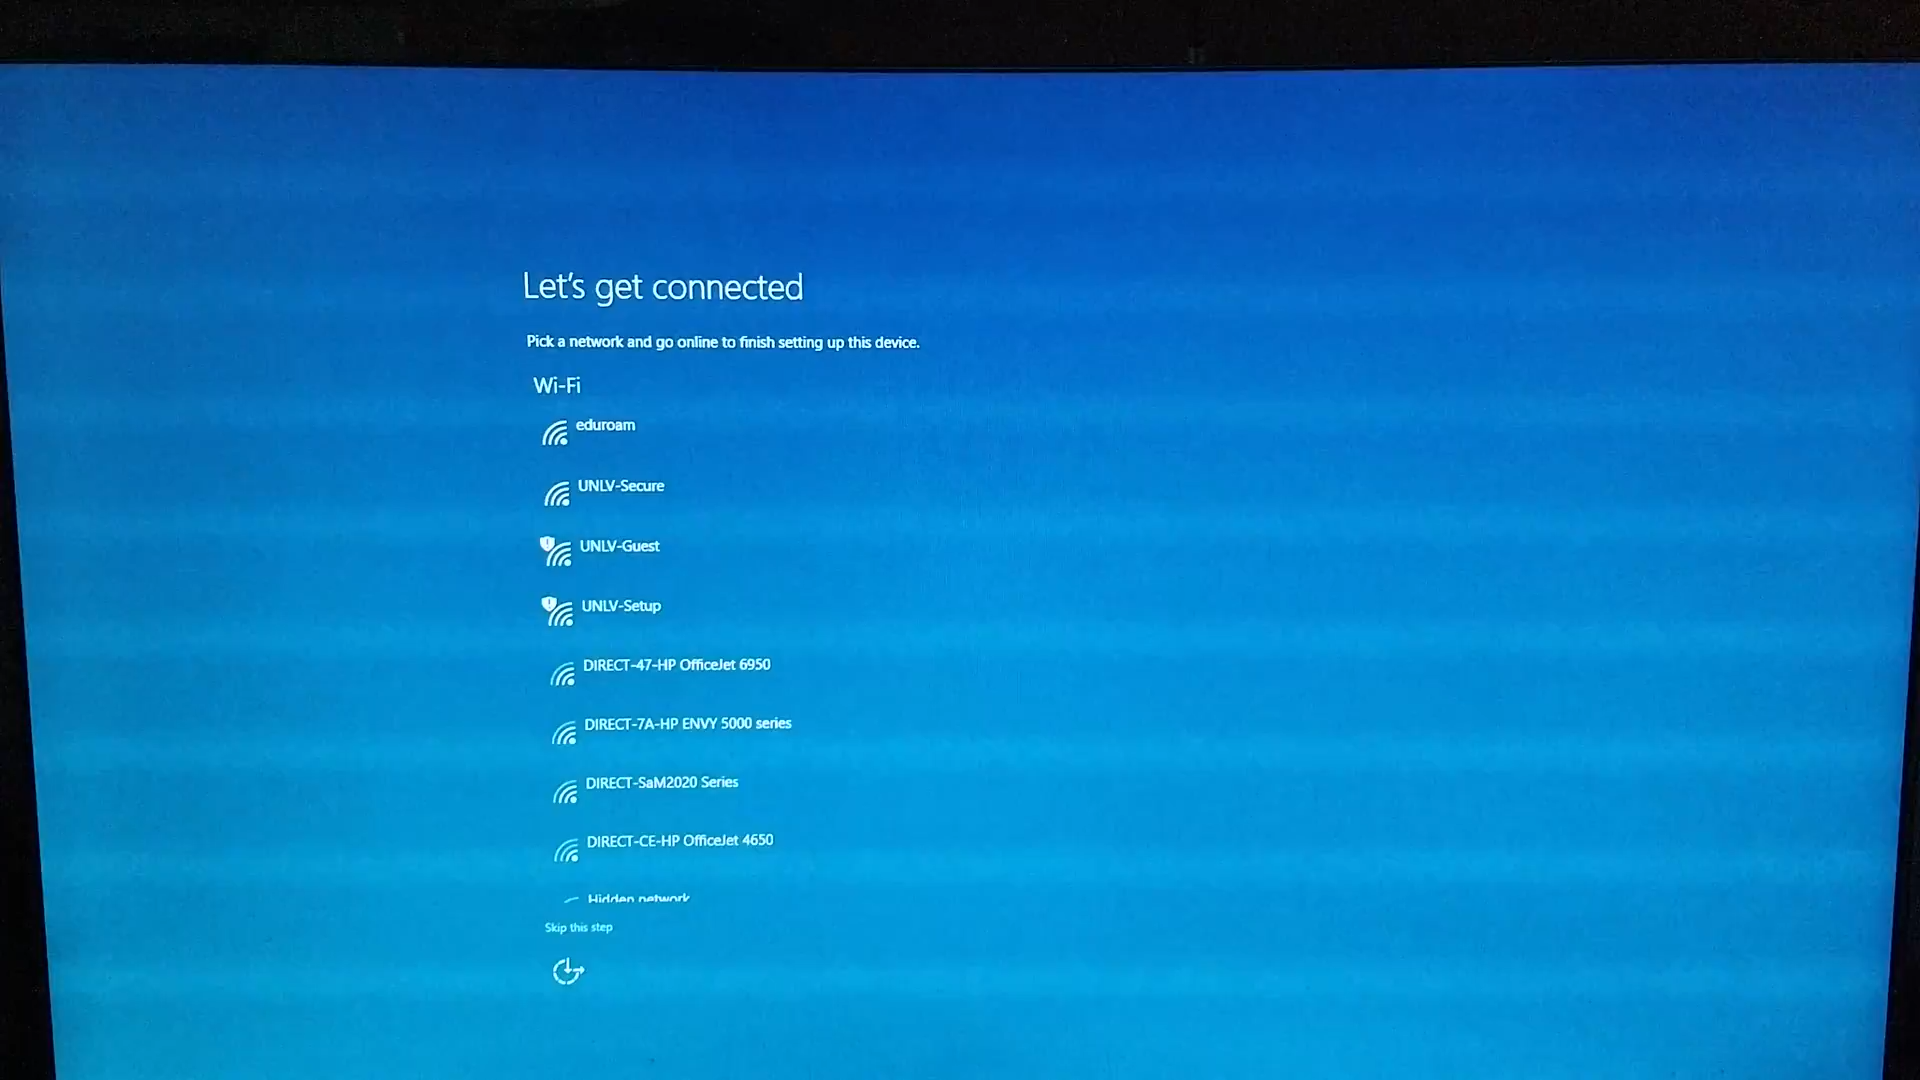 Let's get connected
Pick a network and go online to finish setting up this device.
Wi-Fi
eduroam
UNLV-Secure
UNLV-Guest
UNLV-Setup
DIRECT-47-HP OfficeJet 6950
DIRECT-7A-HP ENVY 5000 series
DIRECT-SaM2020 Series
DIRECT-CE-HP OfficeJet 4650
Hidden network
Skip this step